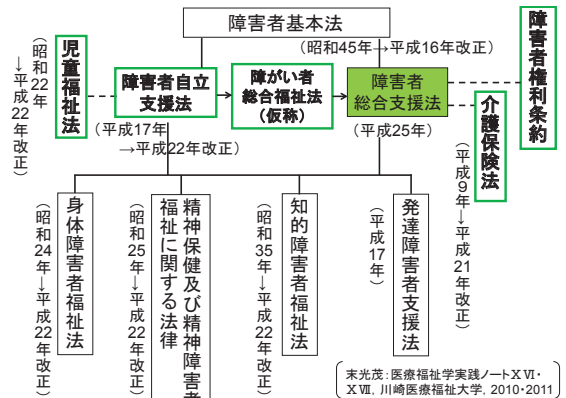 障害者基本法
（昭和45年→平成16年改正）
児童福祉法
（昭和22年
→平成22年改正）
障害者自立
支援法
（平成17年
→平成22年改正）
障がい者
総合福祉法
（仮称）
障害者
総合支援法
（平成25年）
障害者権利条約
介護保険法
（平成9年→平成
21年改正）
身体障害者福祉法
（昭和24年→平成22年改正）
精神保健及び精神障害者
福祉に関する法律
（昭和25年→平成22年改正）
知的障害者福祉法
（昭和35年→平成22年改正）
発達障害者支援法
（平成17年）
末光茂：医療福祉学実践ノートⅩⅥ・
ⅩⅦ，川崎医療福祉大学，2010・2011